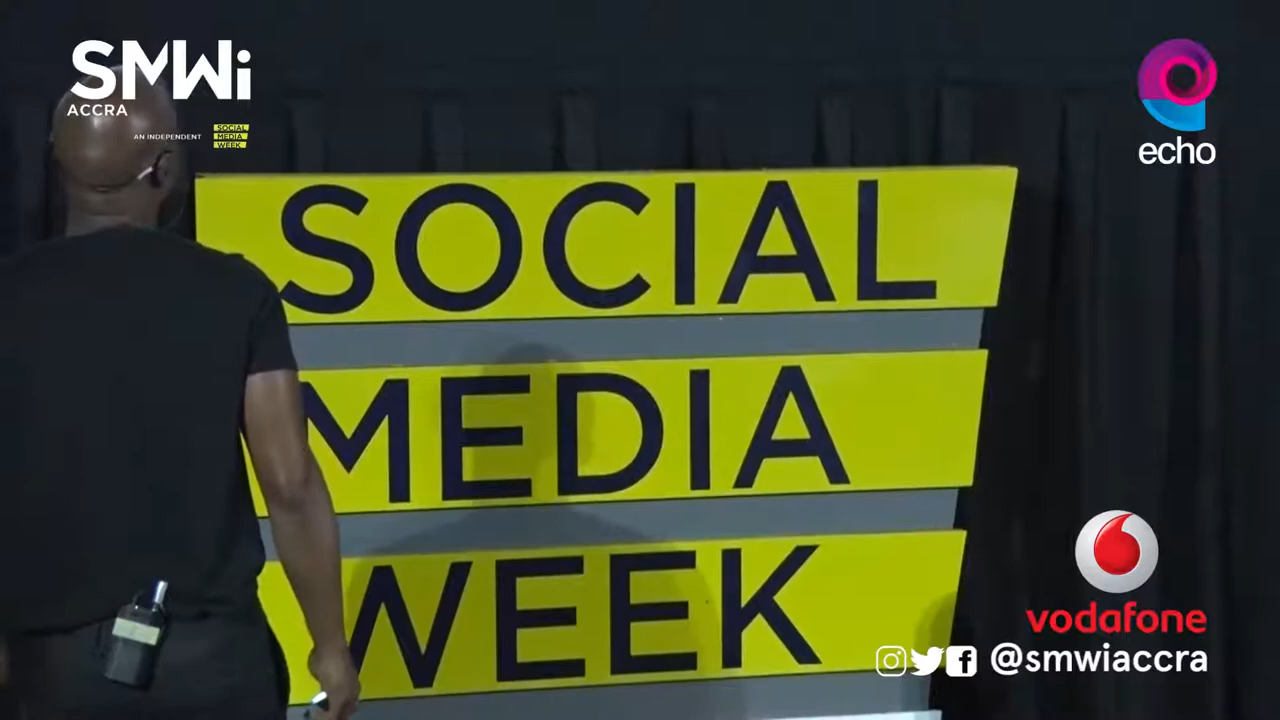 SMWi
ACCRA
AN INDEPENDENT
SOCIAL
MEDIA
WEEK
echo
SOCIAL
MEDIA
WEEK
vodafone
@smwiaccra